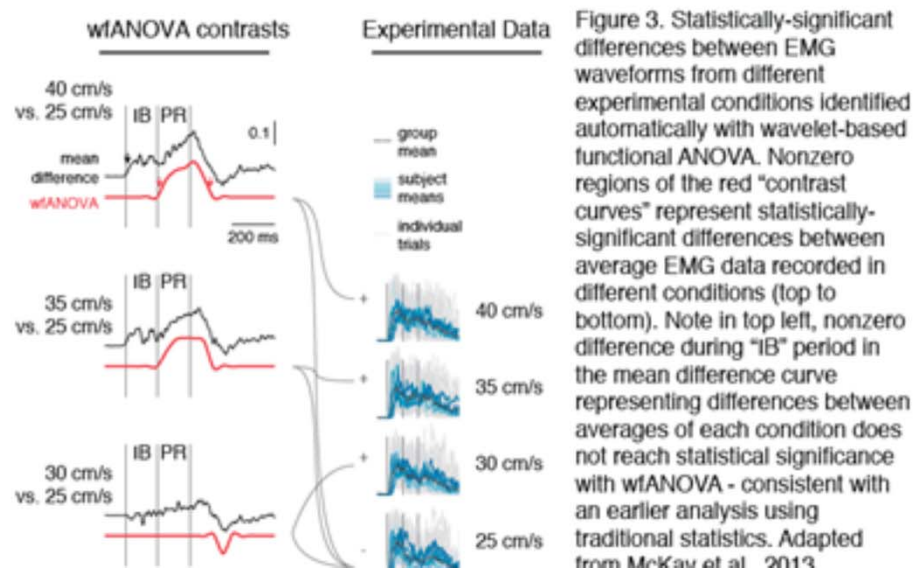 wfANOVA contrasts
Experimental Data
40 cm/s
vs. 25 cm/s
IB PR
0.1
mean
difference
wfANOVA
200 ms
group
mean
subject
means
individual
trials
35 cm/s
vs. 25 cm/s
IB PR
30 cm/s
vs. 25 cm/s
IB PR
+
40 cm/s
+
35 cm/s
+
30 cm/s
-
25 cm/s
Figure 3. Statistically-significant
differences between EMG
waveforms from different
experimental conditions identified
automatically with wavelet-based
functional ANOVA. Nonzero
regions of the red “contrast
curves” represent statistically-
significant differences between
average EMG data recorded in
different conditions (top to
bottom). Note in top left, nonzero
difference during “IB” period in
the mean difference curve
representing differences between
averages of each condition does
not reach statistical significance
with wfANOVA - consistent with
an earlier analysis using
traditional statistics. Adapted
from McKay et al., 2013